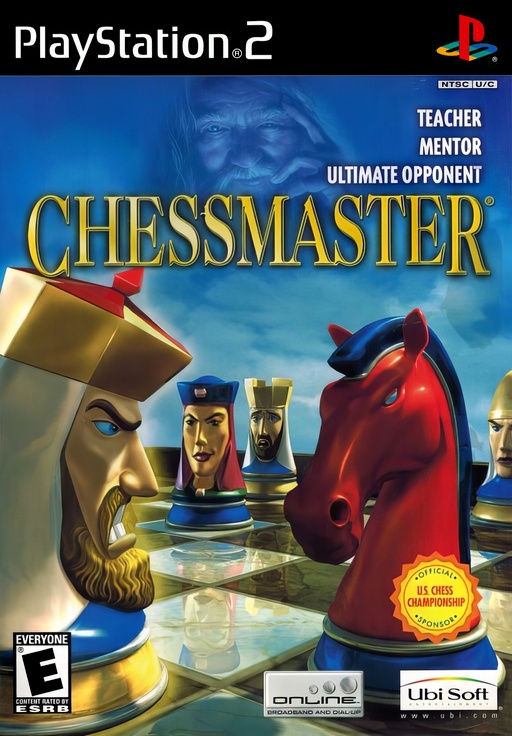 PlayStation®2
NTSC U/C
TEACHER
MENTOR
ULTIMATE OPPONENT
CHESSMASTER®
OFFICIAL
U.S. CHESS
CHAMPIONSHIP
SPONSOR
EVERYONE
E
CONTENT RATED BY
ESRB
ONLINE
BROADBAND AND DIAL-UP
Ubi Soft
ENTERTAINMENT
www.ubi.com